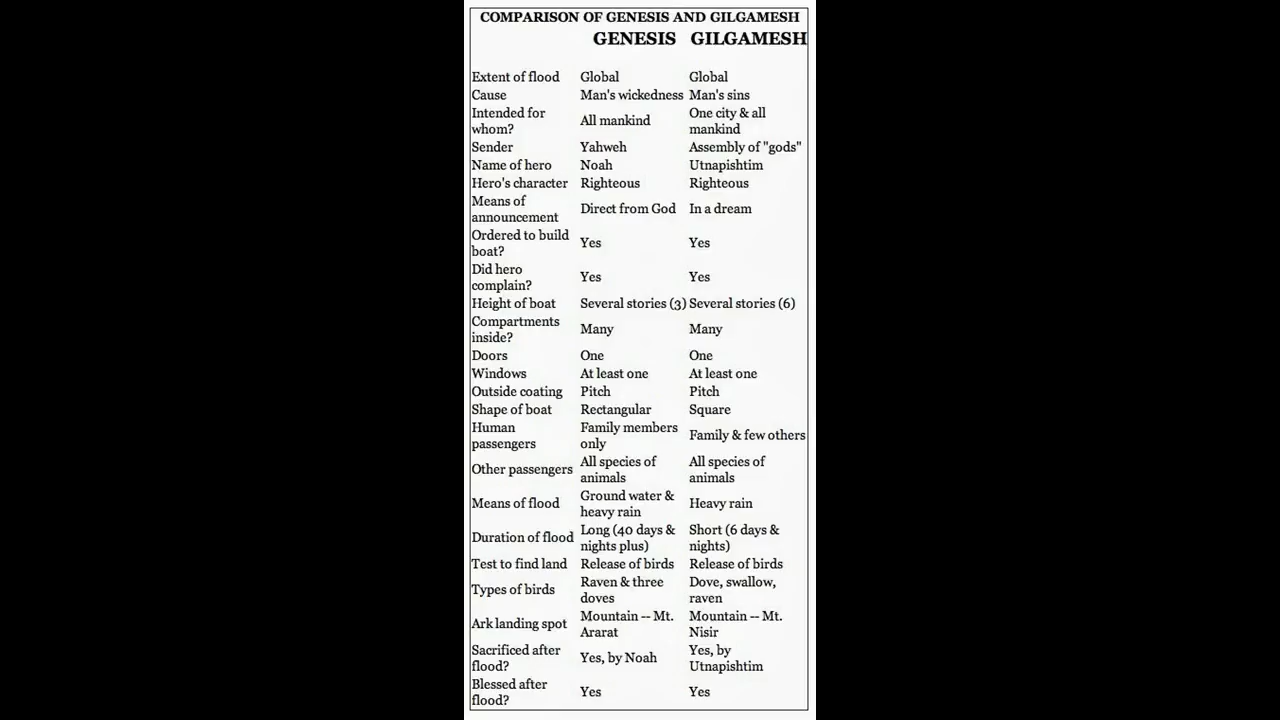 COMPARISON OF GENESIS AND GILGAMESH
GENESIS GILGAMESH
Extent of flood Global Global
Cause Man's wickedness Man's sins
Intended for whom? All mankind One city & all mankind
Sender Yahweh Assembly of "gods"
Name of hero Noah Utnapishtim
Hero's character Righteous Righteous
Means of announcement Direct from God In a dream
Ordered to build boat? Yes Yes
Did hero complain? Yes Yes
Height of boat Several stories (3) Several stories (6)
Compartments inside? Many Many
Doors One One
Windows At least one At least one
Outside coating Pitch Pitch
Shape of boat Rectangular Square
Human passengers Family members only Family & few others
Other passengers All species of animals All species of animals
Means of flood Ground water & heavy rain Heavy rain
Duration of flood Long (40 days & nights plus) Short (6 days & nights)
Test to find land Release of birds Release of birds
Types of birds Raven & three doves Dove, swallow, raven
Ark landing spot Mountain -- Mt. Ararat Mountain -- Mt. Nisir
Sacrificed after flood? Yes, by Noah Yes, by Utnapishtim
Blessed after flood? Yes Yes